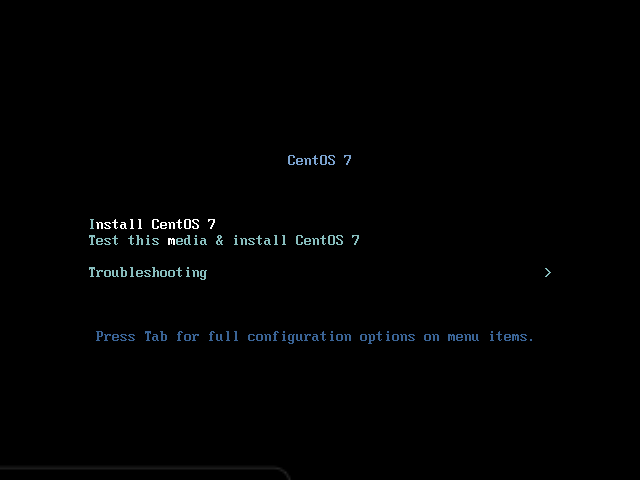 CentOS 7
Install CentOS 7
Test this media & install CentOS 7
Troubleshooting >
Press Tab for full configuration options on menu items.